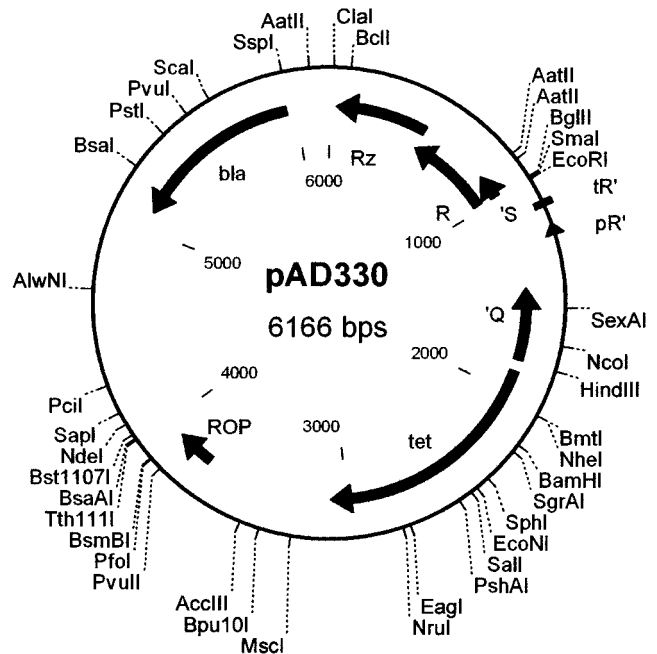 ClaI
BclI
AatII
AatII
BglII
SmaI
EcoRI
tR'
pR'
SexAI
NcoI
HindIII
BmtI
NheI
BamHI
SgrAI
SphI
EcoNI
SalI
PshAI
EagI
NruI
MscI
Bpu10I
AccIII
PvuII
PfoI
BsmBI
Tth111I
BsaAI
Bst1107I
NdeI
SapI
PciI
AlwNI
BsaI
PstI
PvuI
ScaI
SspI
AatII
bla
Rz
R
'S
'Q
tet
ROP
6000
1000
2000
3000
4000
5000
pAD330
6166 bps